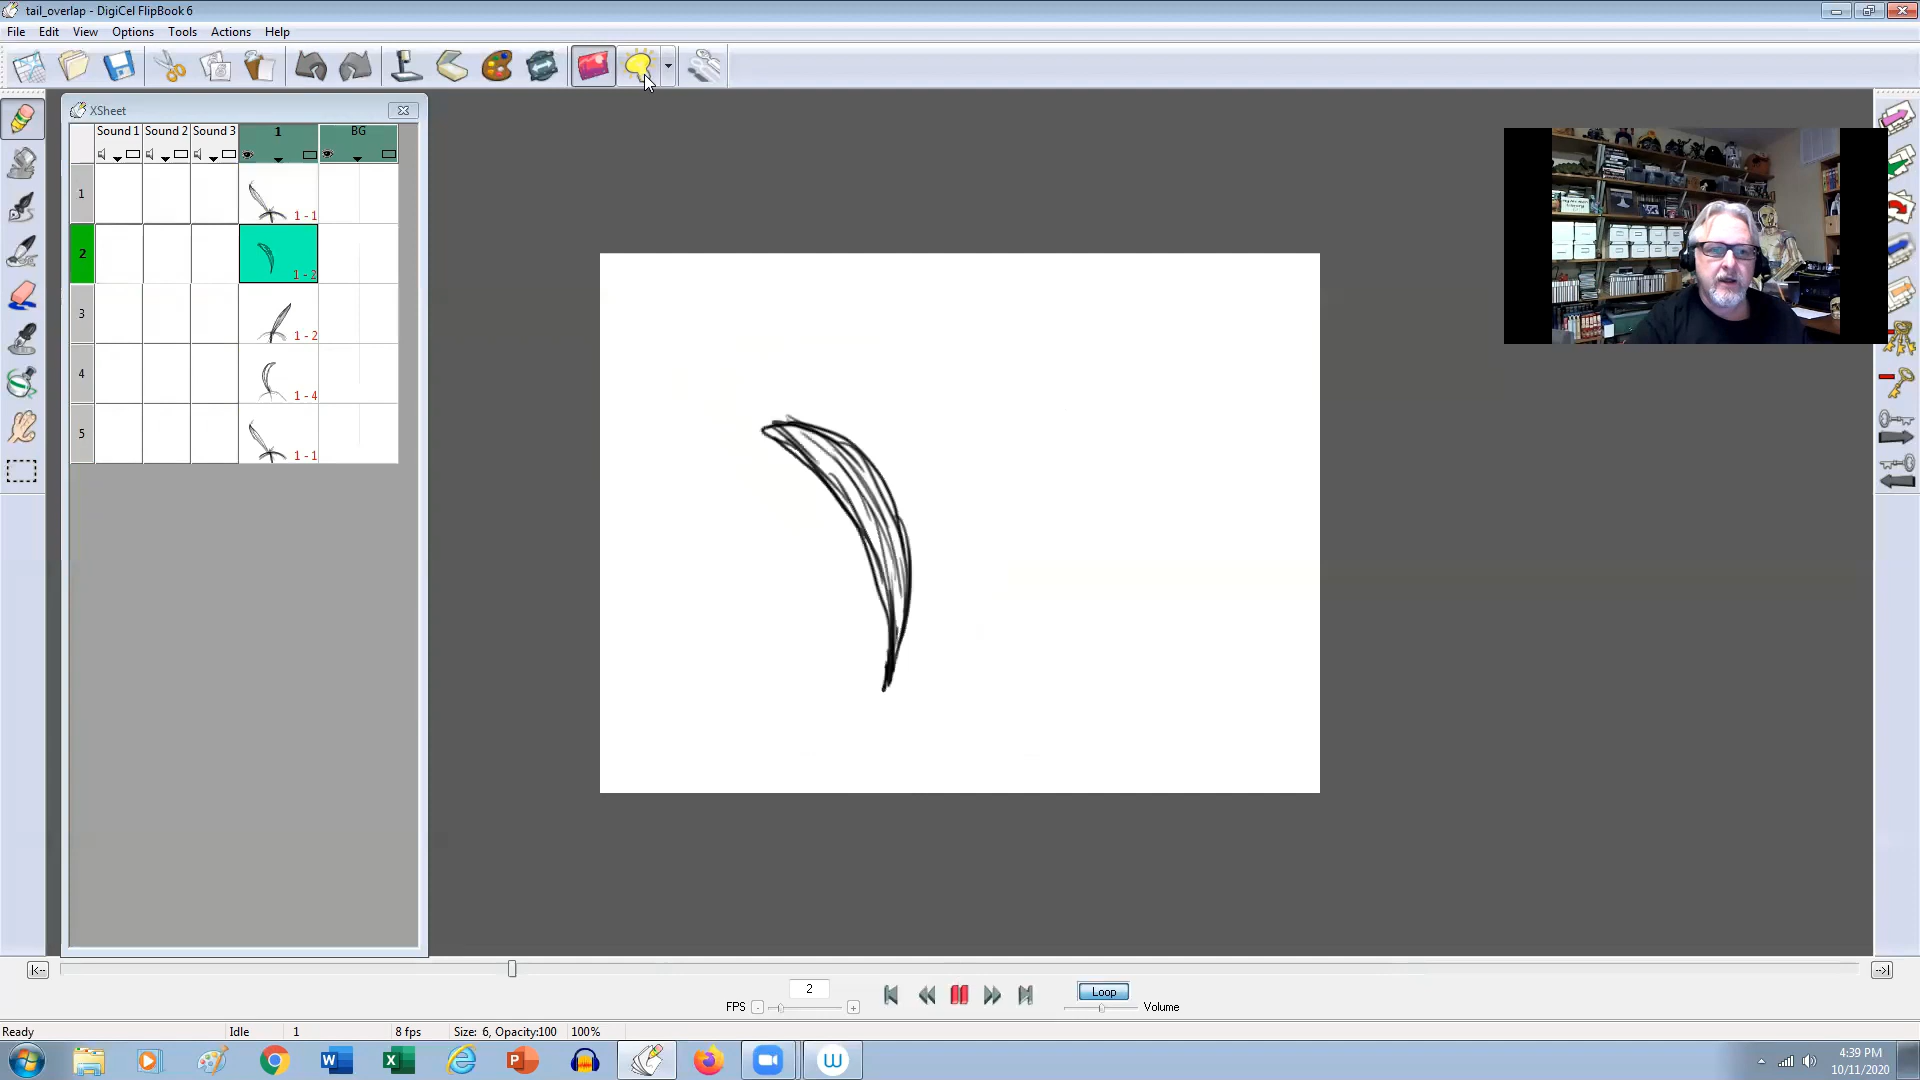 tail_overlap - DigiCel FlipBook 6
File Edit View Options Tools Actions Help
XSheet
Sound 1 Sound 2 Sound 3 1 BG
1 1 - 1
2 1 - 2
3 1 - 2
4 1 - 4
5 1 - 1
2
FPS - + Loop Volume
Ready Idle 1 8 fps Size: 6, Opacity:100 100%
4:39 PM
10/11/2020